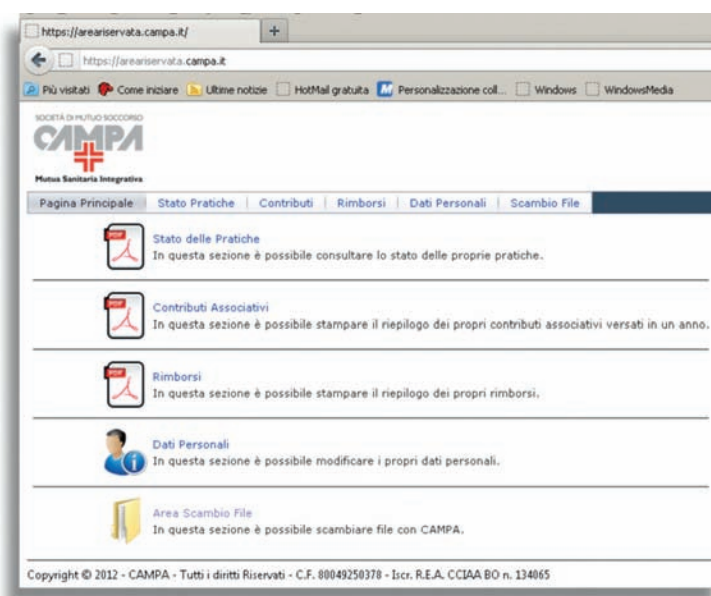 https://areariservata.campa.it/
https://areariservata.campa.it
Più visitati Come iniziare Ultime notizie HotMail gratuita Personalizzazione coll... Windows WindowsMedia
SOCIETÀ DI MUTUO SOCCORSO
CAMPA
Mutua Sanitaria Integrativa
Pagina Principale Stato Pratiche Contributi Rimborsi Dati Personali Scambio File
PDF
Stato delle Pratiche
In questa sezione è possibile consultare lo stato delle proprie pratiche.
PDF
Contributi Associativi
In questa sezione è possibile stampare il riepilogo dei propri contributi associativi versati in un anno.
PDF
Rimborsi
In questa sezione è possibile stampare il riepilogo dei propri rimborsi.
Dati Personali
In questa sezione è possibile modificare i propri dati personali.
Area Scambio File
In questa sezione è possibile scambiare file con CAMPA.
Copyright © 2012 - CAMPA - Tutti i diritti Riservati - C.F. 80049250378 - Iscr. R.E.A. CCIAA BO n. 134065